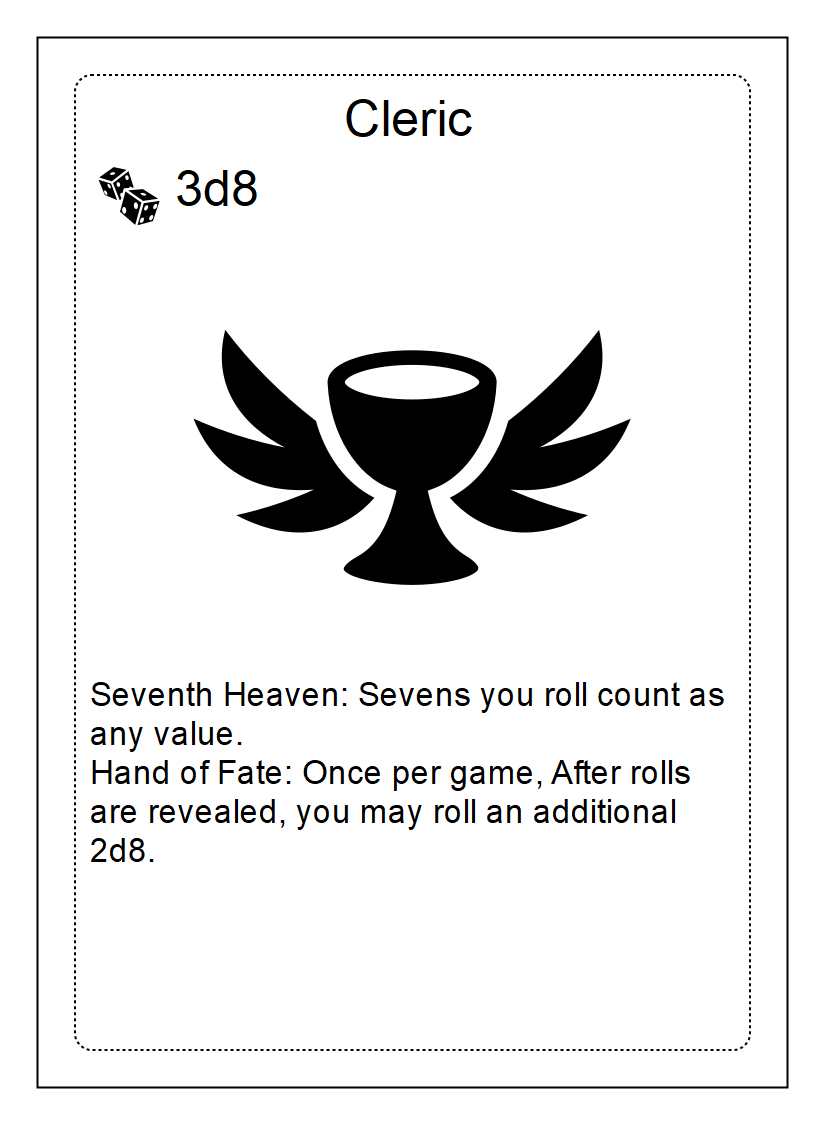 Cleric
3d8
Seventh Heaven: Sevens you roll count as
any value.
Hand of Fate: Once per game, After rolls
are revealed, you may roll an additional
2d8.